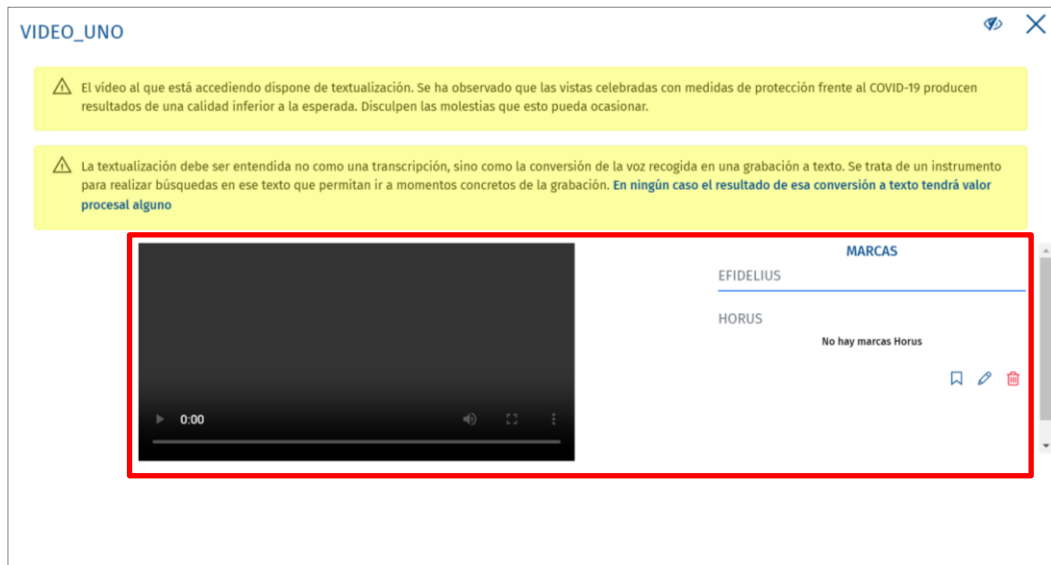 VIDEO_UNO
El vídeo al que está accediendo dispone de textualización. Se ha observado que las vistas celebradas con medidas de protección frente al COVID-19 producen
resultados de una calidad inferior a la esperada. Disculpen las molestias que esto pueda ocasionar.
La textualización debe ser entendida no como una transcripción, sino como la conversión de la voz recogida en una grabación a texto. Se trata de un instrumento
para realizar búsquedas en ese texto que permitan ir a momentos concretos de la grabación. En ningún caso el resultado de esa conversión a texto tendrá valor
procesal alguno
MARCAS
EFIDELIUS
HORUS
No hay marcas Horus
0:00